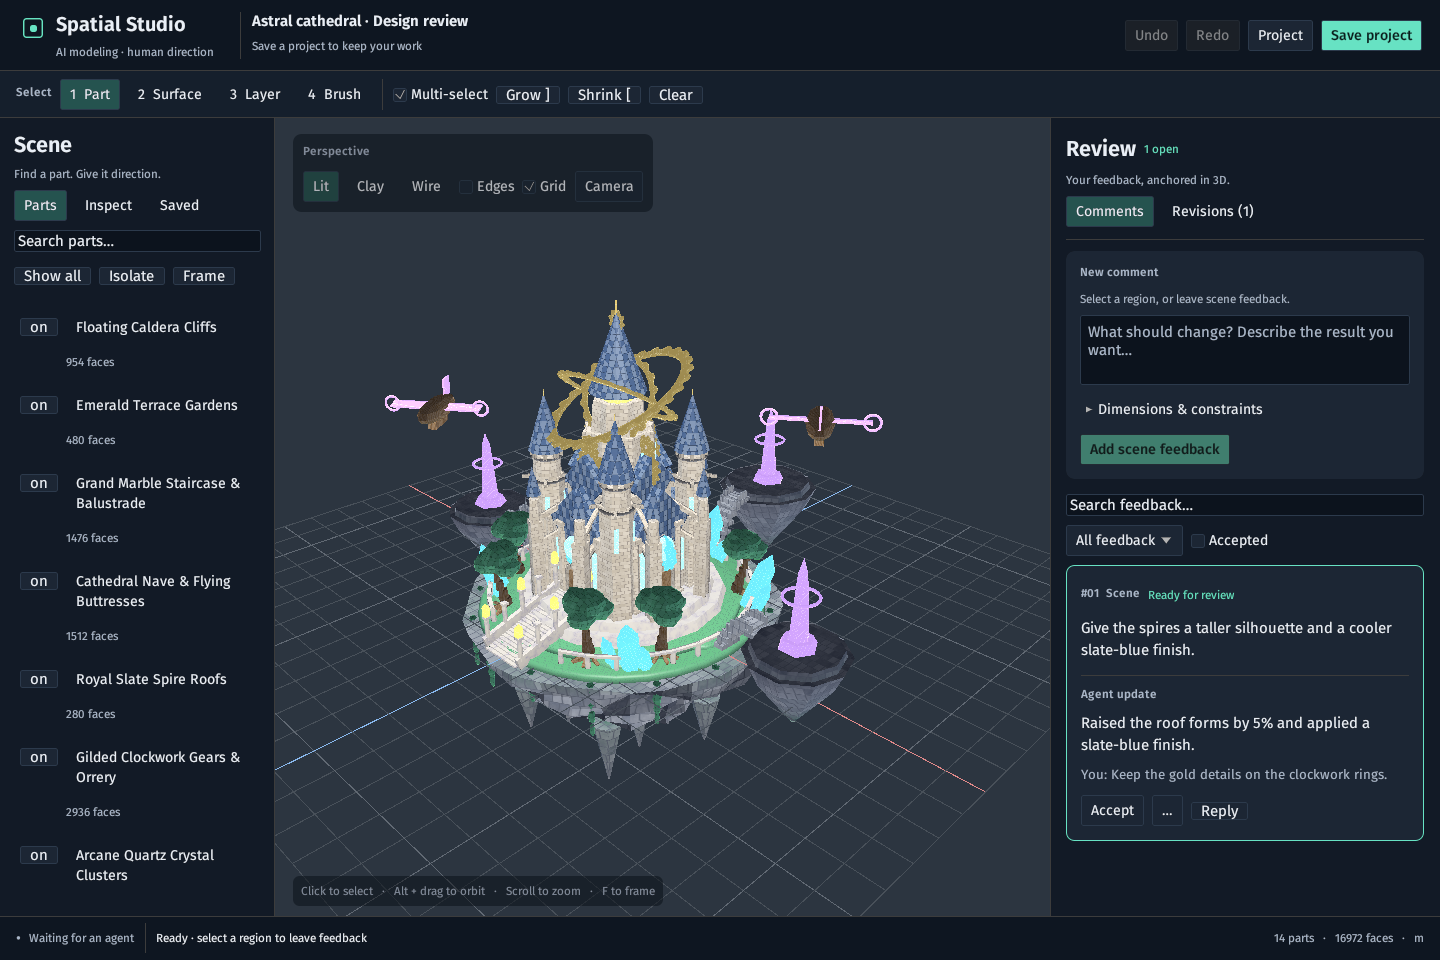 Spatial Studio
AI modeling · human direction
Astral cathedral · Design review
Save a project to keep your work
Undo
Redo
Project
Save project
Select
1 Part
2 Surface
3 Layer
4 Brush
Multi-select
Grow ]
Shrink [
Clear
Scene
Find a part. Give it direction.
Parts
Inspect
Saved
Search parts...
Show all
Isolate
Frame
on
Floating Caldera Cliffs
954 faces
on
Emerald Terrace Gardens
480 faces
on
Grand Marble Staircase &
Balustrade
1476 faces
on
Cathedral Nave & Flying
Buttresses
1512 faces
on
Royal Slate Spire Roofs
280 faces
on
Gilded Clockwork Gears &
Orrery
2936 faces
on
Arcane Quartz Crystal
Clusters
Perspective
Lit
Clay
Wire
Edges
Grid
Camera
Click to select · Alt + drag to orbit · Scroll to zoom · F to frame
Review
1 open
Your feedback, anchored in 3D.
Comments
Revisions (1)
New comment
Select a region, or leave scene feedback.
What should change? Describe the result you
want...
Dimensions & constraints
Add scene feedback
Search feedback...
All feedback
Accepted
#01 Scene
Ready for review
Give the spires a taller silhouette and a cooler
slate-blue finish.
Agent update
Raised the roof forms by 5% and applied a
slate-blue finish.
You: Keep the gold details on the clockwork rings.
Accept
...
Reply
• Waiting for an agent
Ready · select a region to leave feedback
14 parts · 16972 faces · m